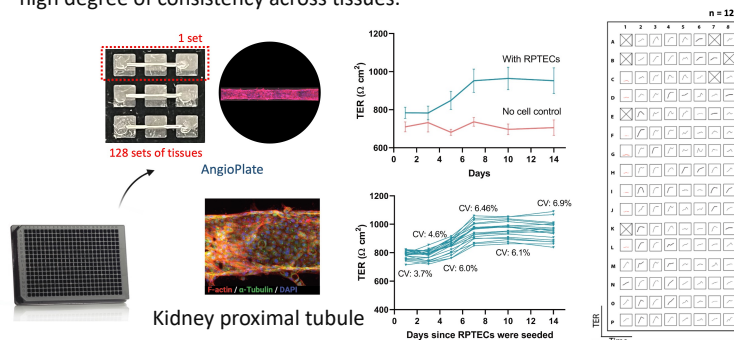 high degree of consistency across tissues.
1 set
128 sets of tissues
AngioPlate
F-actin / α-Tubulin / DAPI
Kidney proximal tubule
1200
1000
800
600
TER (Ω cm²)
With RPTECs
No cell control
0 2 4 6 8 10 12 14
Days
1200
1000
800
600
400
TER (Ω cm²)
CV: 3.7%
CV: 4.6%
CV: 6.0%
CV: 6.46%
CV: 6.1%
CV: 6.9%
0 2 4 6 8 10 12 14
Days since RPTECs were seeded
n = 12
1 2 3 4 5 6 7 8
A
B
C
D
E
F
G
H
I
J
K
L
M
N
O
P
TER
Time